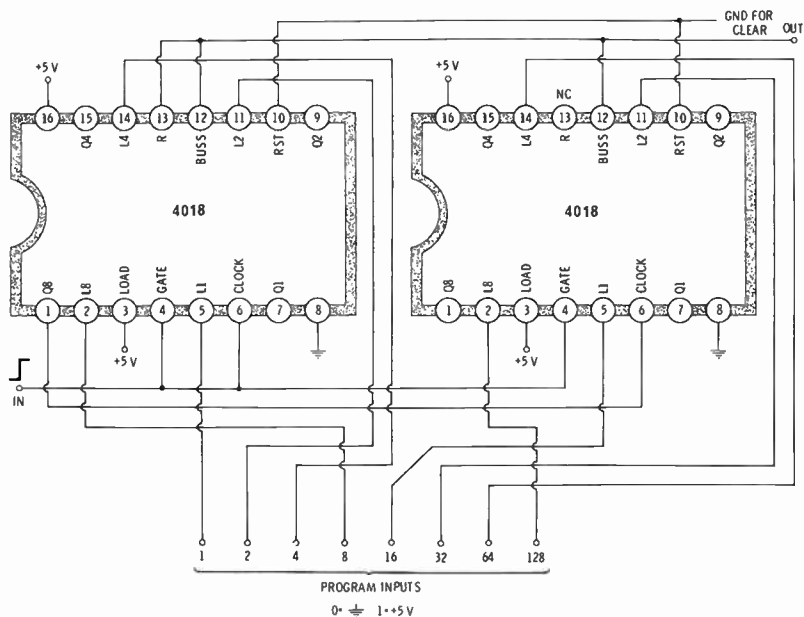 GND FOR
CLEAR
OUT
+5 V
+5 V
NC
16 15 14 13 12 11 10 9
16 15 14 13 12 11 10 9
Q4 L4 R BUSS L2 RST Q2
Q4 L4 R BUSS L2 RST Q2
4018
4018
Q8 L8 LOAD GATE L1 CLOCK Q1
Q8 L8 LOAD GATE L1 CLOCK Q1
1 2 3 4 5 6 7 8
1 2 3 4 5 6 7 8
+5 V
+5 V
IN
1 2 4 8 16 32 64 128
PROGRAM INPUTS
0= 1=+5 V